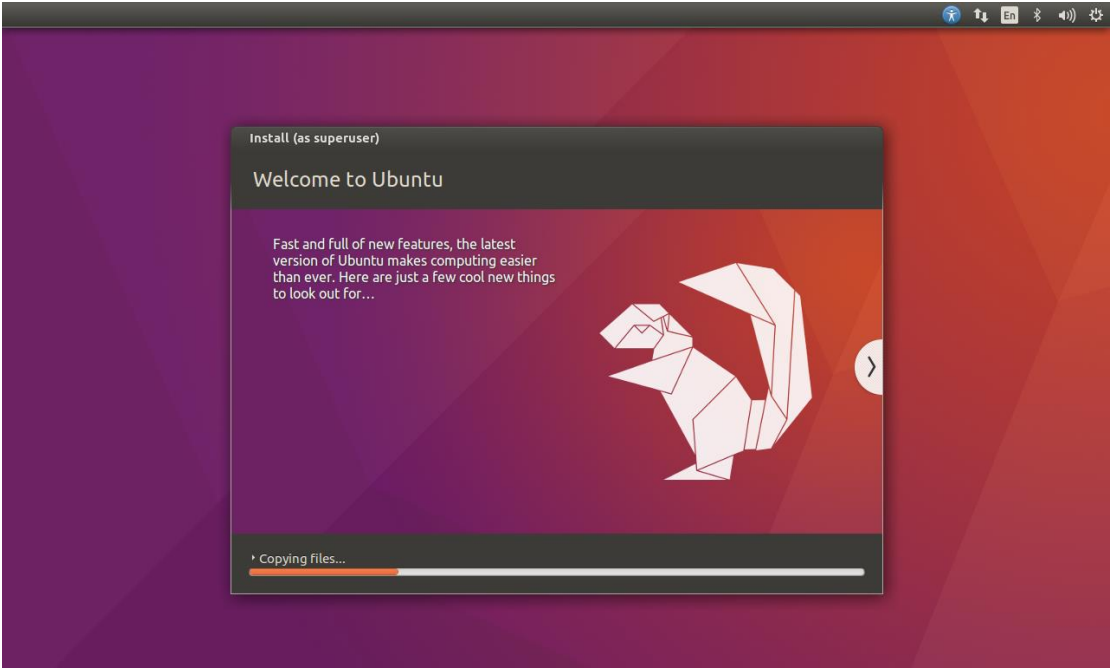 En
Install (as superuser)
Welcome to Ubuntu
Fast and full of new features, the latest
version of Ubuntu makes computing easier
than ever. Here are just a few cool new things
to look out for…
Copying files...